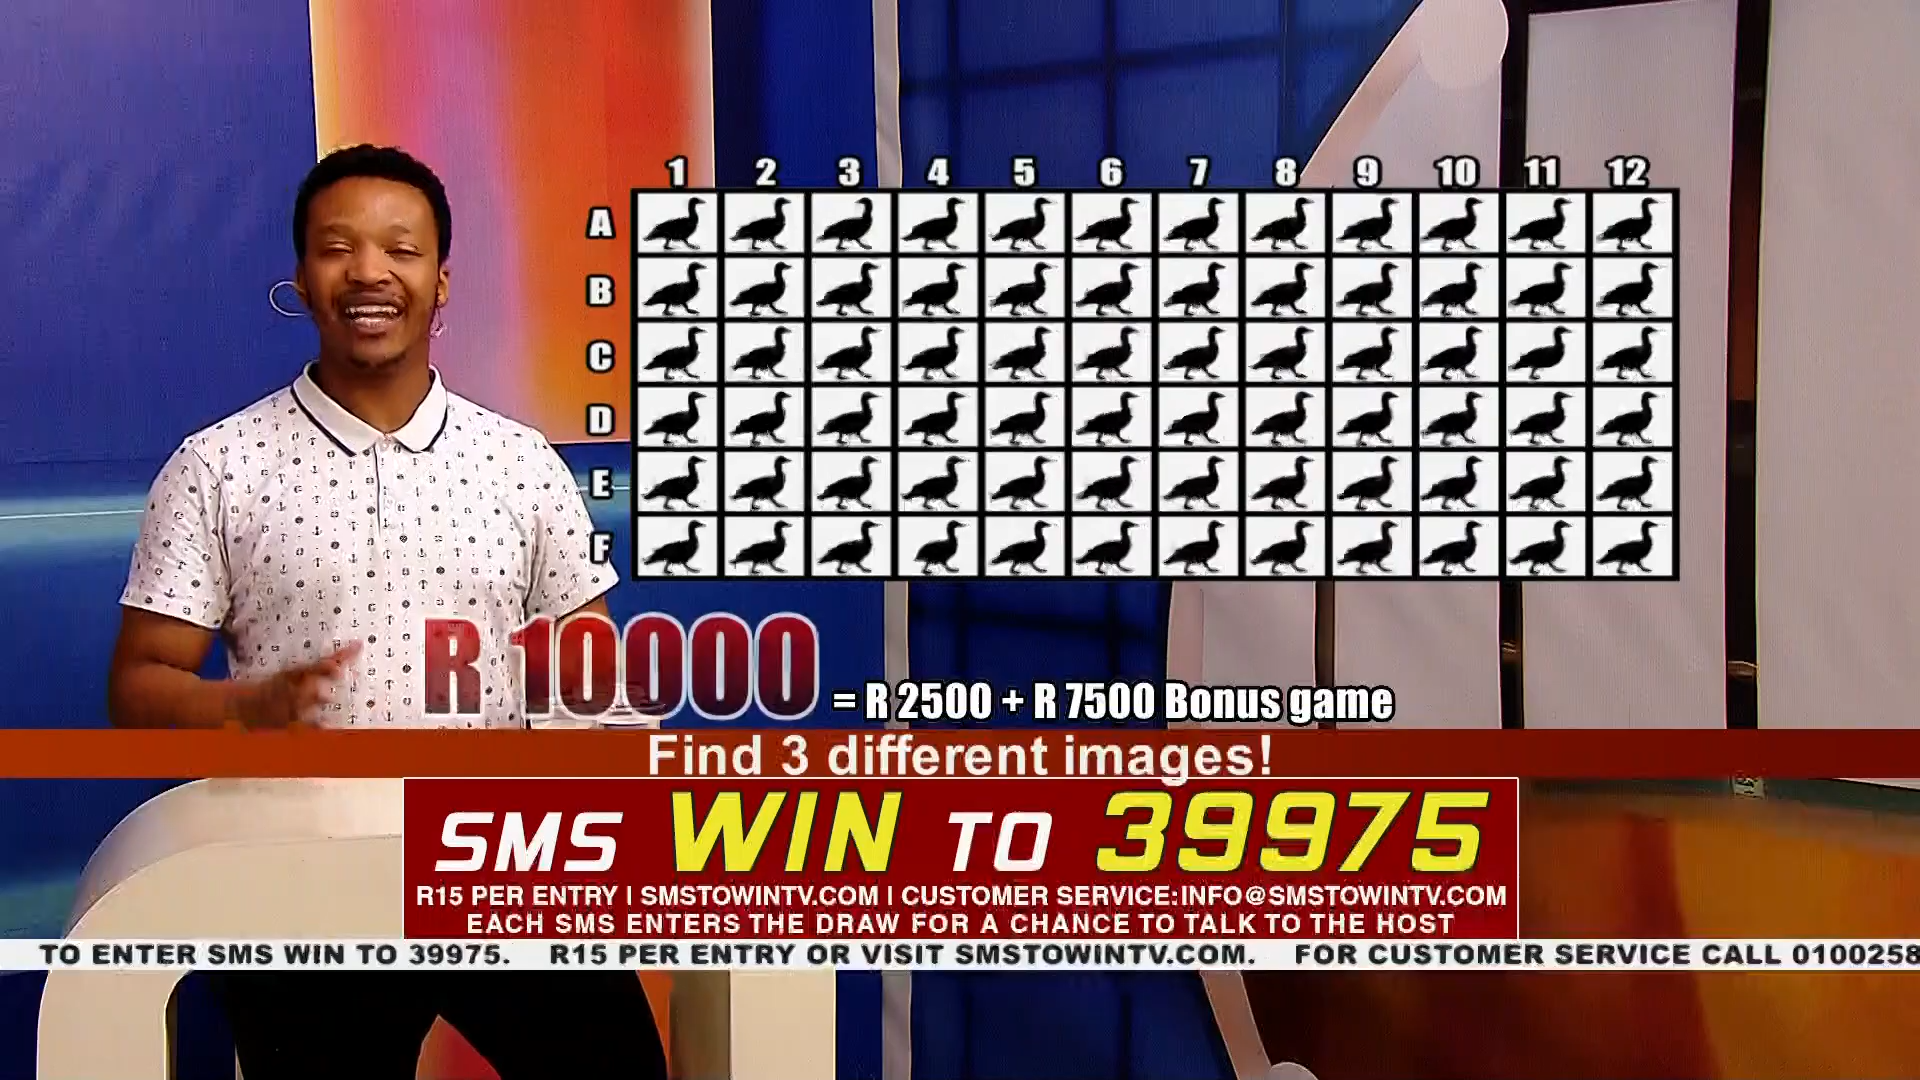 1 2 3 4 5 6 7 8 9 10 11 12
A
B
C
D
E
F
R 10000 = R 2500 + R 7500 Bonus game
Find 3 different images!
SMS WIN TO 39975
R15 PER ENTRY | SMSTOWINTV.COM | CUSTOMER SERVICE:INFO@SMSTOWINTV.COM
EACH SMS ENTERS THE DRAW FOR A CHANCE TO TALK TO THE HOST
TO ENTER SMS WIN TO 39975. R15 PER ENTRY OR VISIT SMSTOWINTV.COM. FOR CUSTOMER SERVICE CALL 0100258